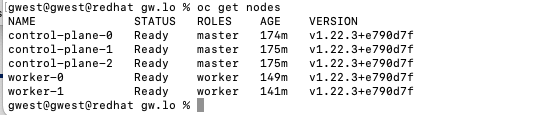 gwest@gwest@redhat gw.lo % oc get nodes
NAME STATUS ROLES AGE VERSION
control-plane-0 Ready master 174m v1.22.3+e790d7f
control-plane-1 Ready master 175m v1.22.3+e790d7f
control-plane-2 Ready master 175m v1.22.3+e790d7f
worker-0 Ready worker 149m v1.22.3+e790d7f
worker-1 Ready worker 141m v1.22.3+e790d7f
gwest@gwest@redhat gw.lo %